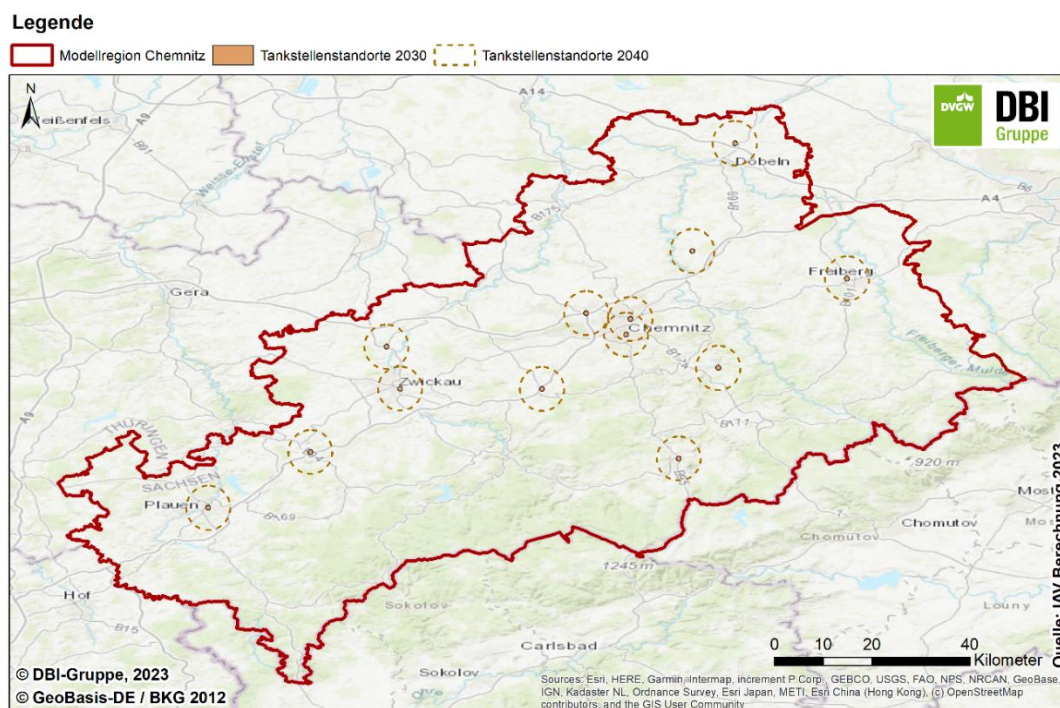 Legende
Modellregion Chemnitz Tankstellenstandorte 2030 Tankstellenstandorte 2040
N
A14
A9
DVGW DBI
Gruppe
B91
Weisse Elster
Döbeln
B6
A4
B175
B169
Freiberg
B101
Gera
Chemnitz
B174
Freiberger Mulde
Zwickau
A9
B111
THÜRINGEN
SACHSEN
920 m
Plauen
B169
Most
Chomutov
Chomutov
1245 m
Hof
Sokolov
Louny
B15
Carlsbad
Sokolov
0 10 20 40
Kilometer
Quelle: IAV Berechnung 2023
© DBI-Gruppe, 2023
© GeoBasis-DE / BKG 2012
Sources: Esri, HERE, Garmin, Intermap, increment P Corp., GEBCO, USGS, FAO, NPS, NRCAN, GeoBase,
IGN, Kadaster NL, Ordnance Survey, Esri Japan, METI, Esri China (Hong Kong), (c) OpenStreetMap
contributors, and the GIS User Community